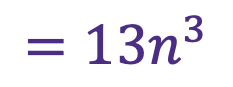 = 13n³